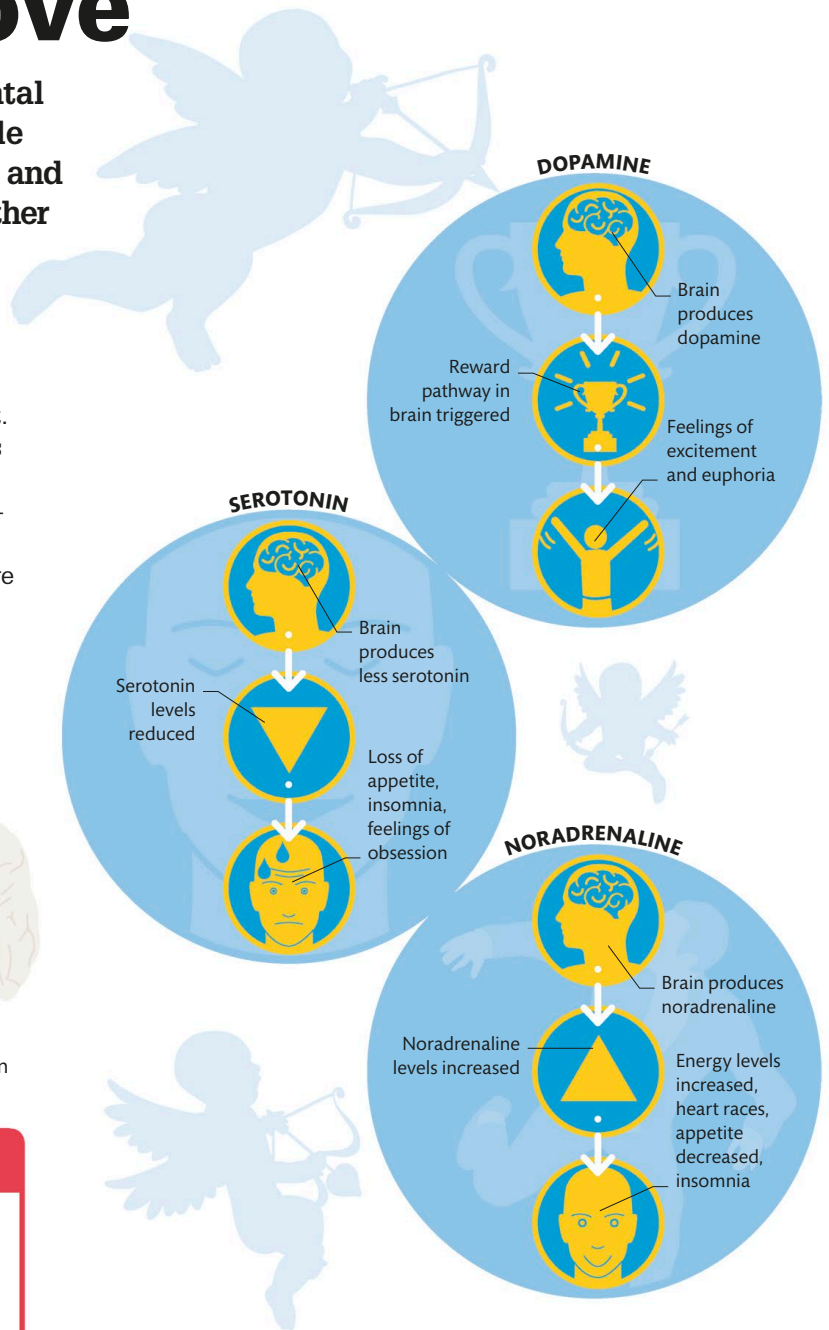 ove
ntal
le
and
ther
DOPAMINE
Brain
produces
dopamine
Reward
pathway in
brain triggered
Feelings of
excitement
and euphoria
SEROTONIN
Brain
produces
less serotonin
Serotonin
levels
reduced
Loss of
appetite,
insomnia,
feelings of
obsession
NORADRENALINE
Brain produces
noradrenaline
Noradrenaline
levels increased
Energy levels
increased,
heart races,
appetite
decreased,
insomnia